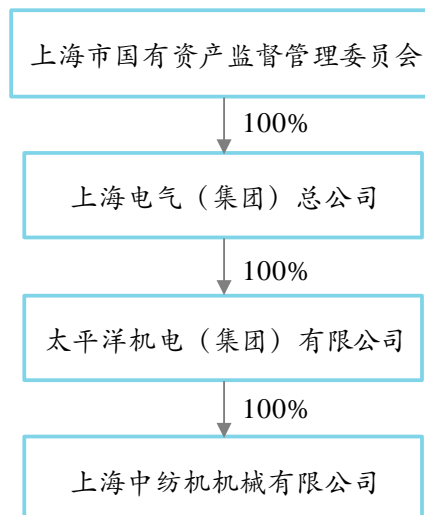 上海市国有资产监督管理委员会
100%
上海电气（集团）总公司
100%
太平洋机电（集团）有限公司
100%
上海中纺机机械有限公司